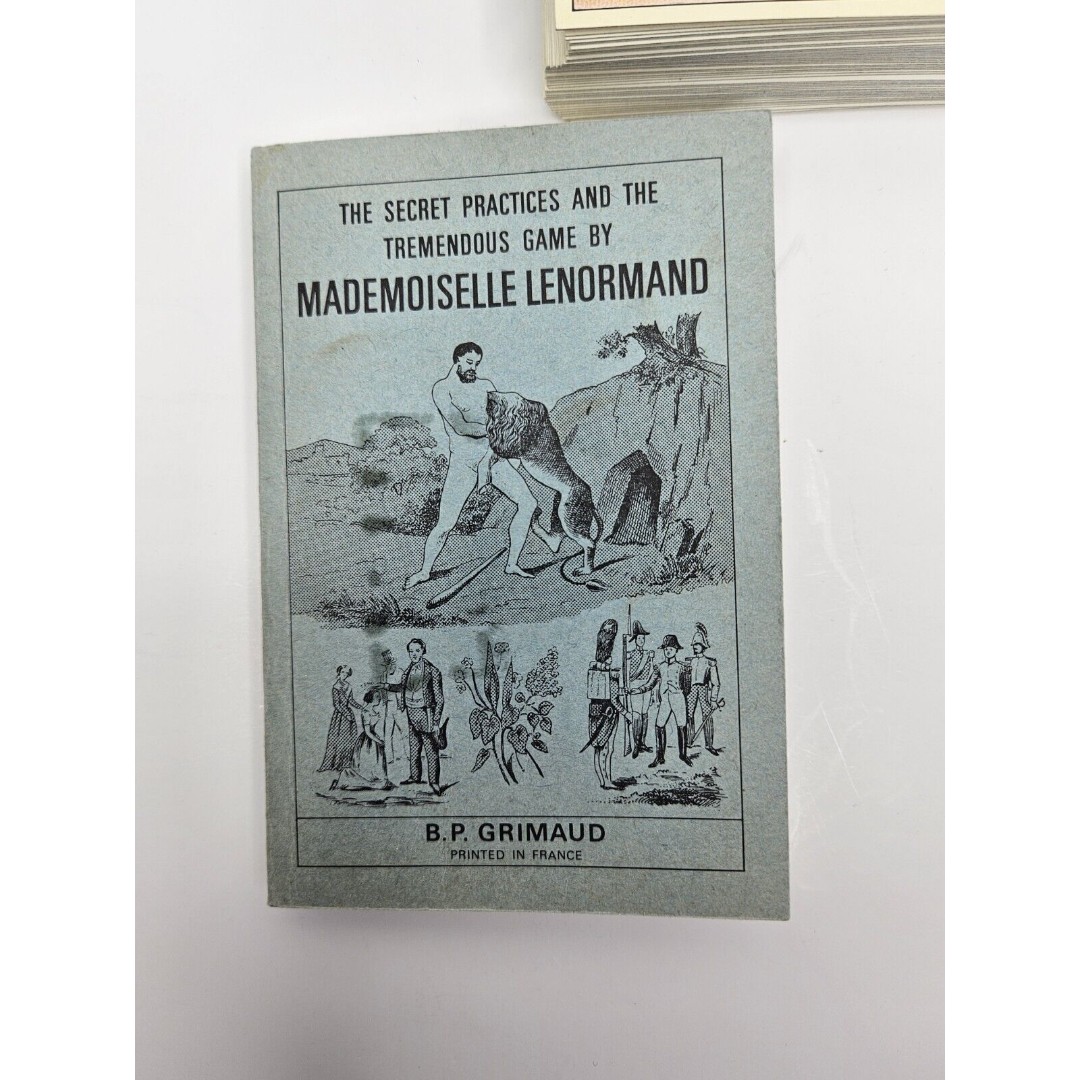 THE SECRET PRACTICES AND THE
TREMENDOUS GAME BY
MADEMOISELLE LENORMAND
B.P. GRIMAUD
PRINTED IN FRANCE